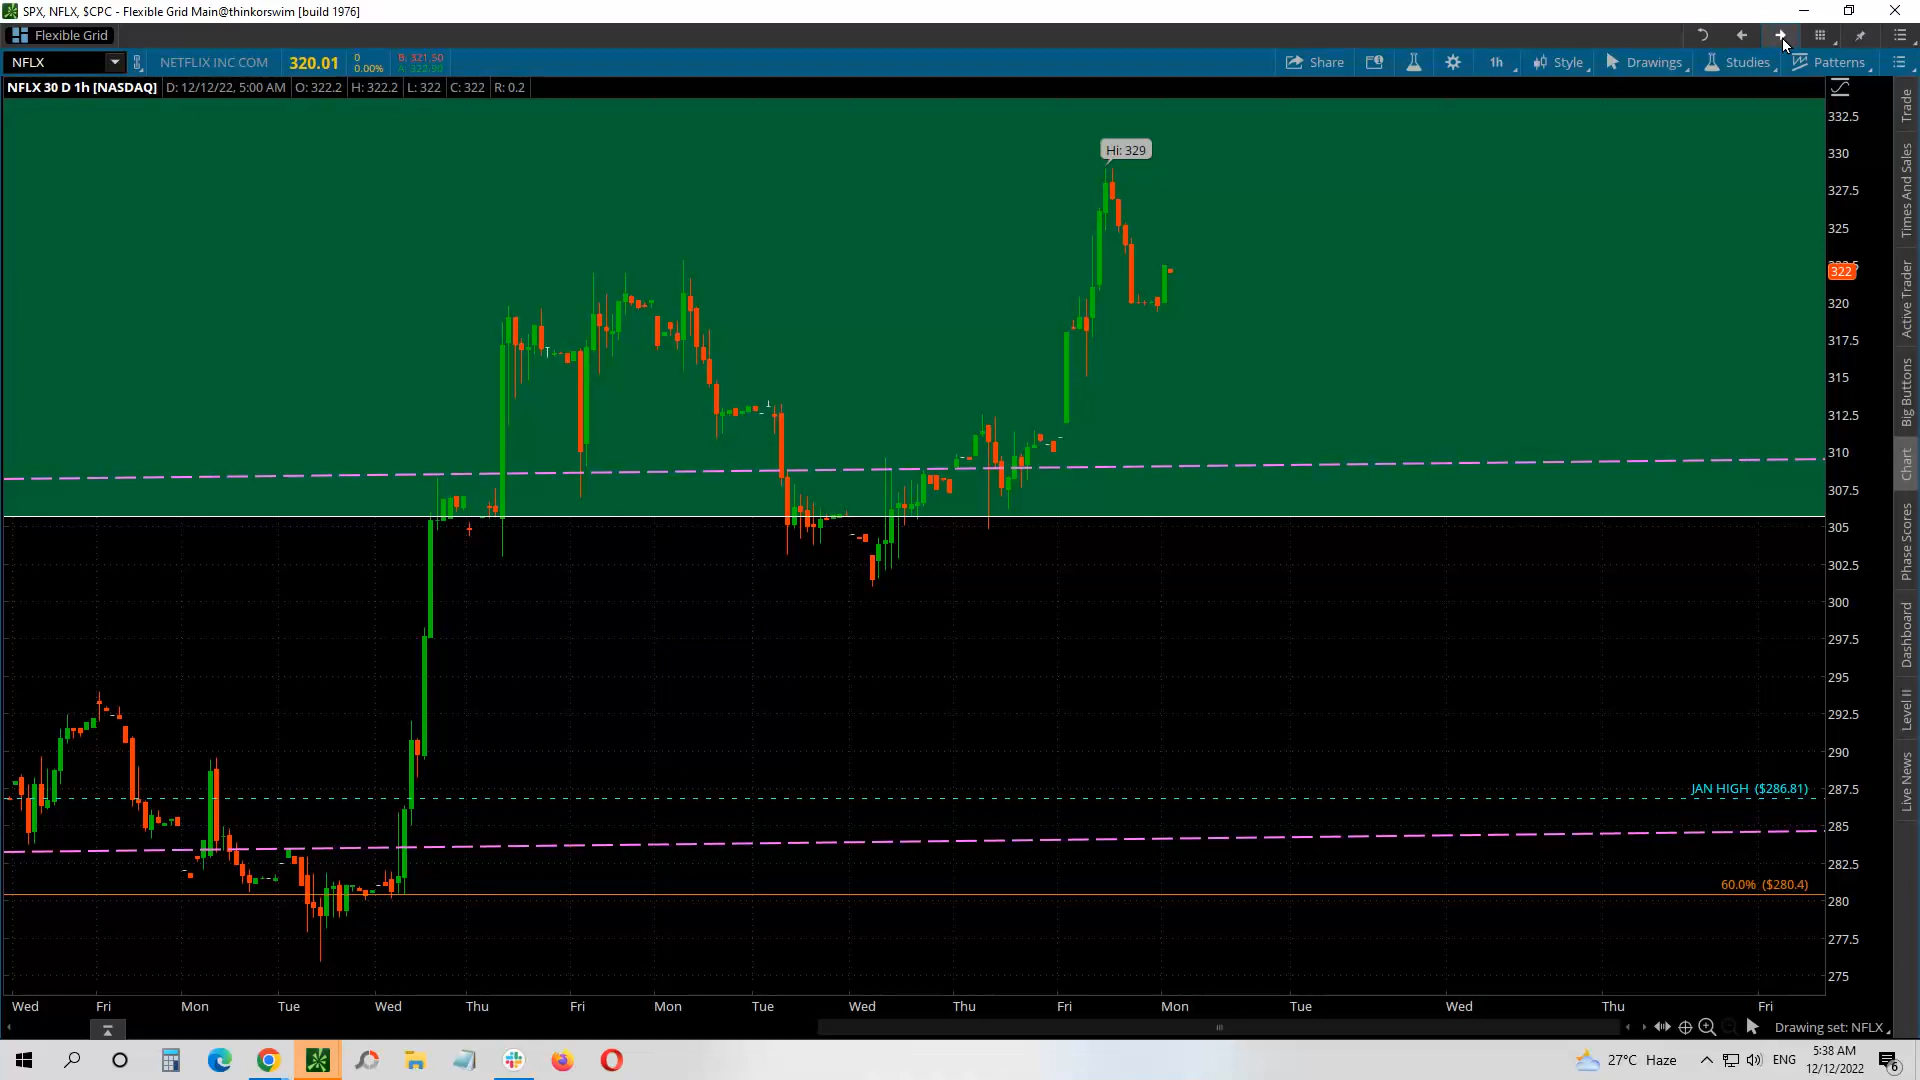 SPX, NFLX, $CPC - Flexible Grid Main@thinkorswim [build 1976]
Flexible Grid
NFLX
NETFLIX INC COM
320.01
0
0.00%
B: 321.50
A: 322.90
Share
1h
Style
Drawings
Studies
Patterns
NFLX 30 D 1h [NASDAQ]
D: 12/12/22, 5:00 AM
O: 322.2
H: 322.2
L: 322
C: 322
R: 0.2
Hi: 329
332.5
330
327.5
325
322
320
317.5
315
312.5
310
307.5
305
302.5
300
297.5
295
292.5
290
287.5
285
282.5
280
277.5
275
JAN HIGH ($286.81)
60.0% ($280.4)
Trade
Times And Sales
Active Trader
Big Buttons
Chart
Phase Scores
Dashboard
Level II
Live News
Wed Fri Mon Tue Wed Thu Fri Mon Tue Wed Thu Fri Mon Tue Wed Thu Fri
Drawing set: NFLX
27°C Haze
ENG
5:38 AM
12/12/2022
6